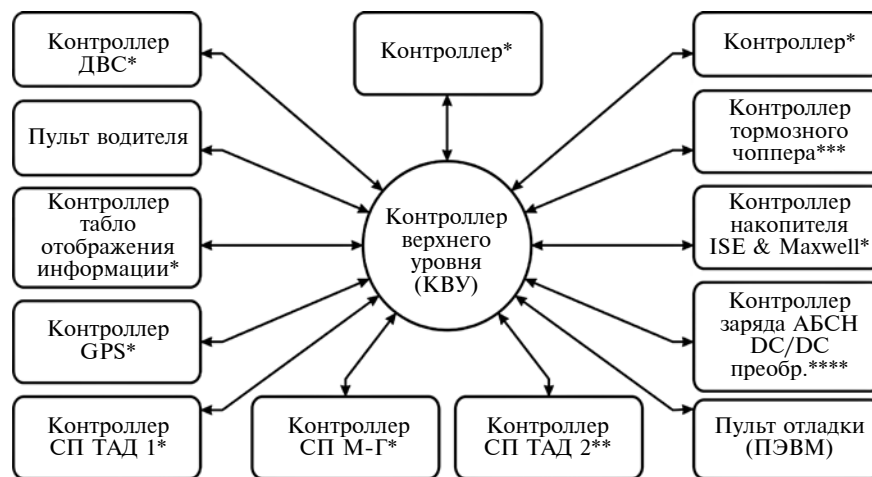 Контроллер
ДВС*
Контроллер*
Контроллер*
Пульт водителя
Контроллер
тормозного
чоппера***
Контроллер
табло
отображения
информации*
Контроллер
верхнего
уровня
(КВУ)
Контроллер
накопителя
ISE & Maxwell*
Контроллер
GPS*
Контроллер
заряда АБСН
DC/DC
преобр.****
Контроллер
СП ТАД 1*
Контроллер
СП М-Г*
Контроллер
СП ТАД 2**
Пульт отладки
(ПЭВМ)